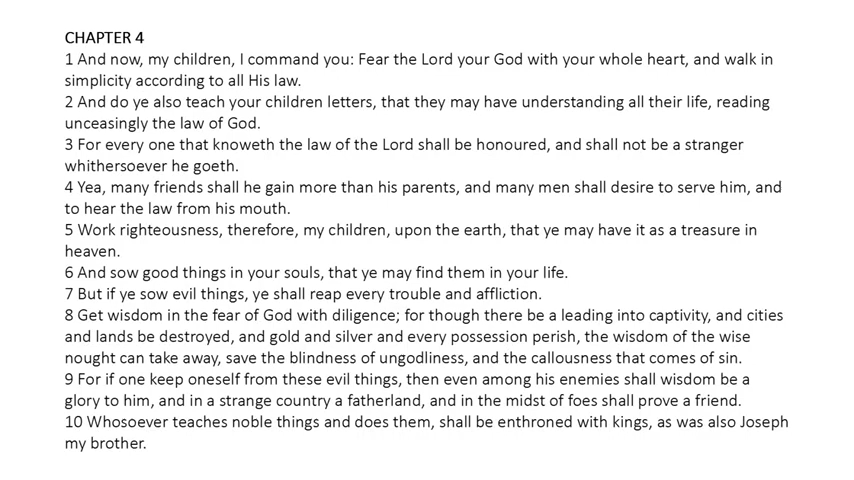 CHAPTER 4
1 And now, my children, I command you: Fear the Lord your God with your whole heart, and walk in
simplicity according to all His law.
2 And do ye also teach your children letters, that they may have understanding all their life, reading
unceasingly the law of God.
3 For every one that knoweth the law of the Lord shall be honoured, and shall not be a stranger
whithersoever he goeth.
4 Yea, many friends shall he gain more than his parents, and many men shall desire to serve him, and
to hear the law from his mouth.
5 Work righteousness, therefore, my children, upon the earth, that ye may have it as a treasure in
heaven.
6 And sow good things in your souls, that ye may find them in your life.
7 But if ye sow evil things, ye shall reap every trouble and affliction.
8 Get wisdom in the fear of God with diligence; for though there be a leading into captivity, and cities
and lands be destroyed, and gold and silver and every possession perish, the wisdom of the wise
nought can take away, save the blindness of ungodliness, and the callousness that comes of sin.
9 For if one keep oneself from these evil things, then even among his enemies shall wisdom be a
glory to him, and in a strange country a fatherland, and in the midst of foes shall prove a friend.
10 Whosoever teaches noble things and does them, shall be enthroned with kings, as was also Joseph
my brother.